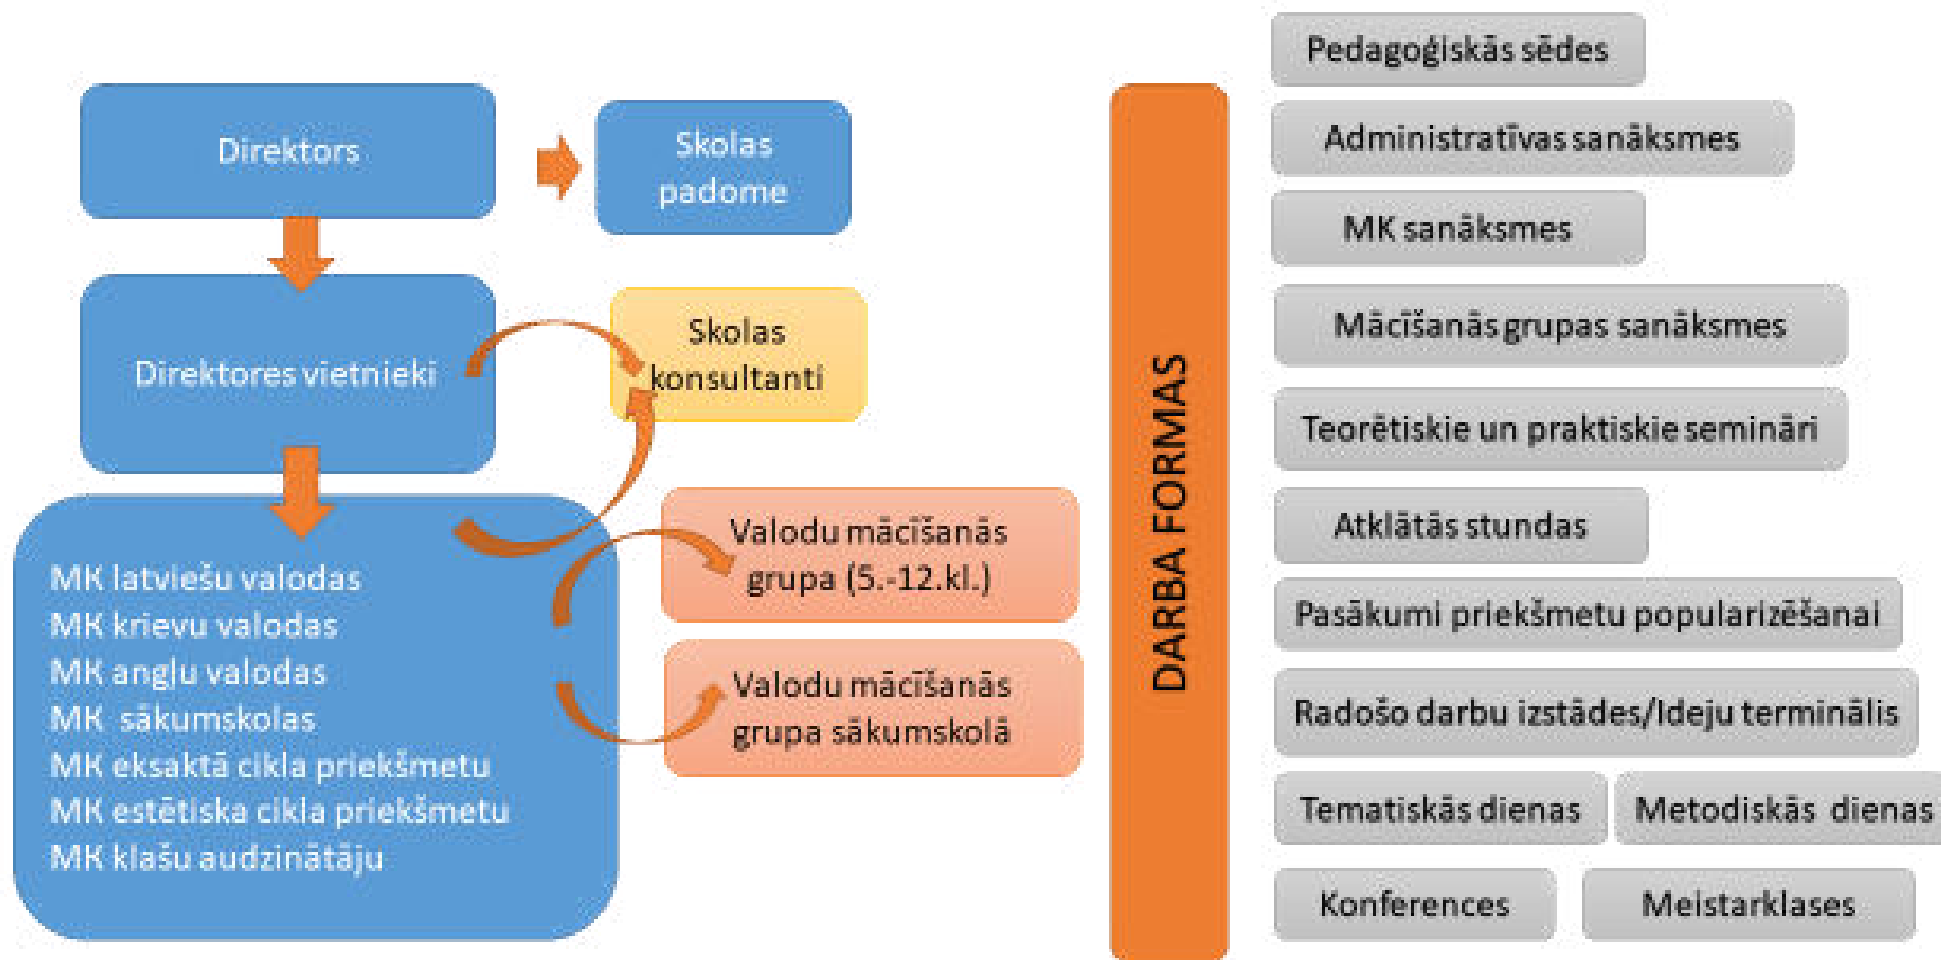 Direktors
Skolas
padome
Direktores vietnieki
Skolas
konsultanti
MK latviešu valodas
MK krievu valodas
MK angļu valodas
MK sākumskolas
MK eksaktā cikla priekšmetu
MK estētiska cikla priekšmetu
MK klašu audzinātāju
Valodu mācīšanās
grupa (5.-12.kl.)
Valodu mācīšanās
grupa sākumskolā
DARBA FORMAS
Pedagoģiskās sēdes
Administratīvas sanāksmes
MK sanāksmes
Mācīšanās grupas sanāksmes
Teorētiskie un praktiskie semināri
Atklātās stundas
Pasākumi priekšmetu popularizēšanai
Radošo darbu izstādes/Ideju terminālis
Tematiskās dienas
Metodiskās dienas
Konferences
Meistarklases